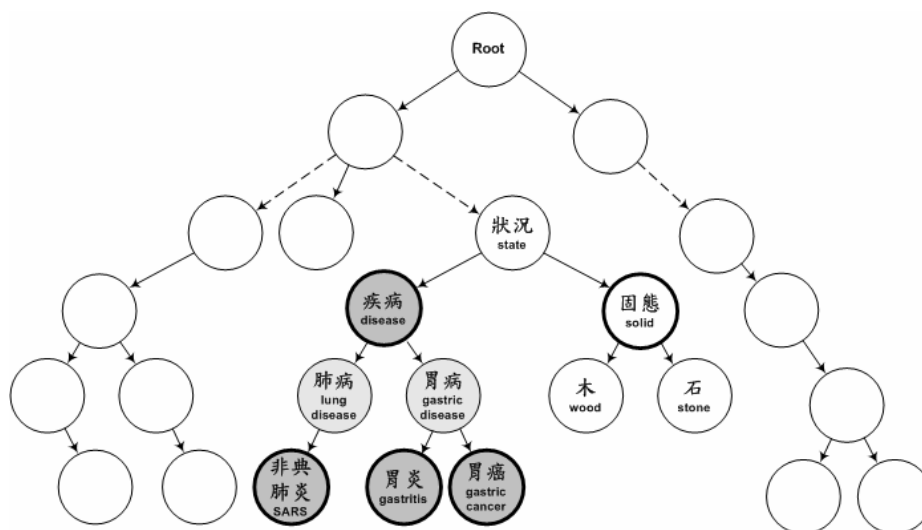 Root
狀況
state
疾病
disease
固態
solid
肺病
lung
disease
胃病
gastric
disease
木
wood
石
stone
非典
肺炎
SARS
胃炎
gastritis
胃癌
gastric
cancer